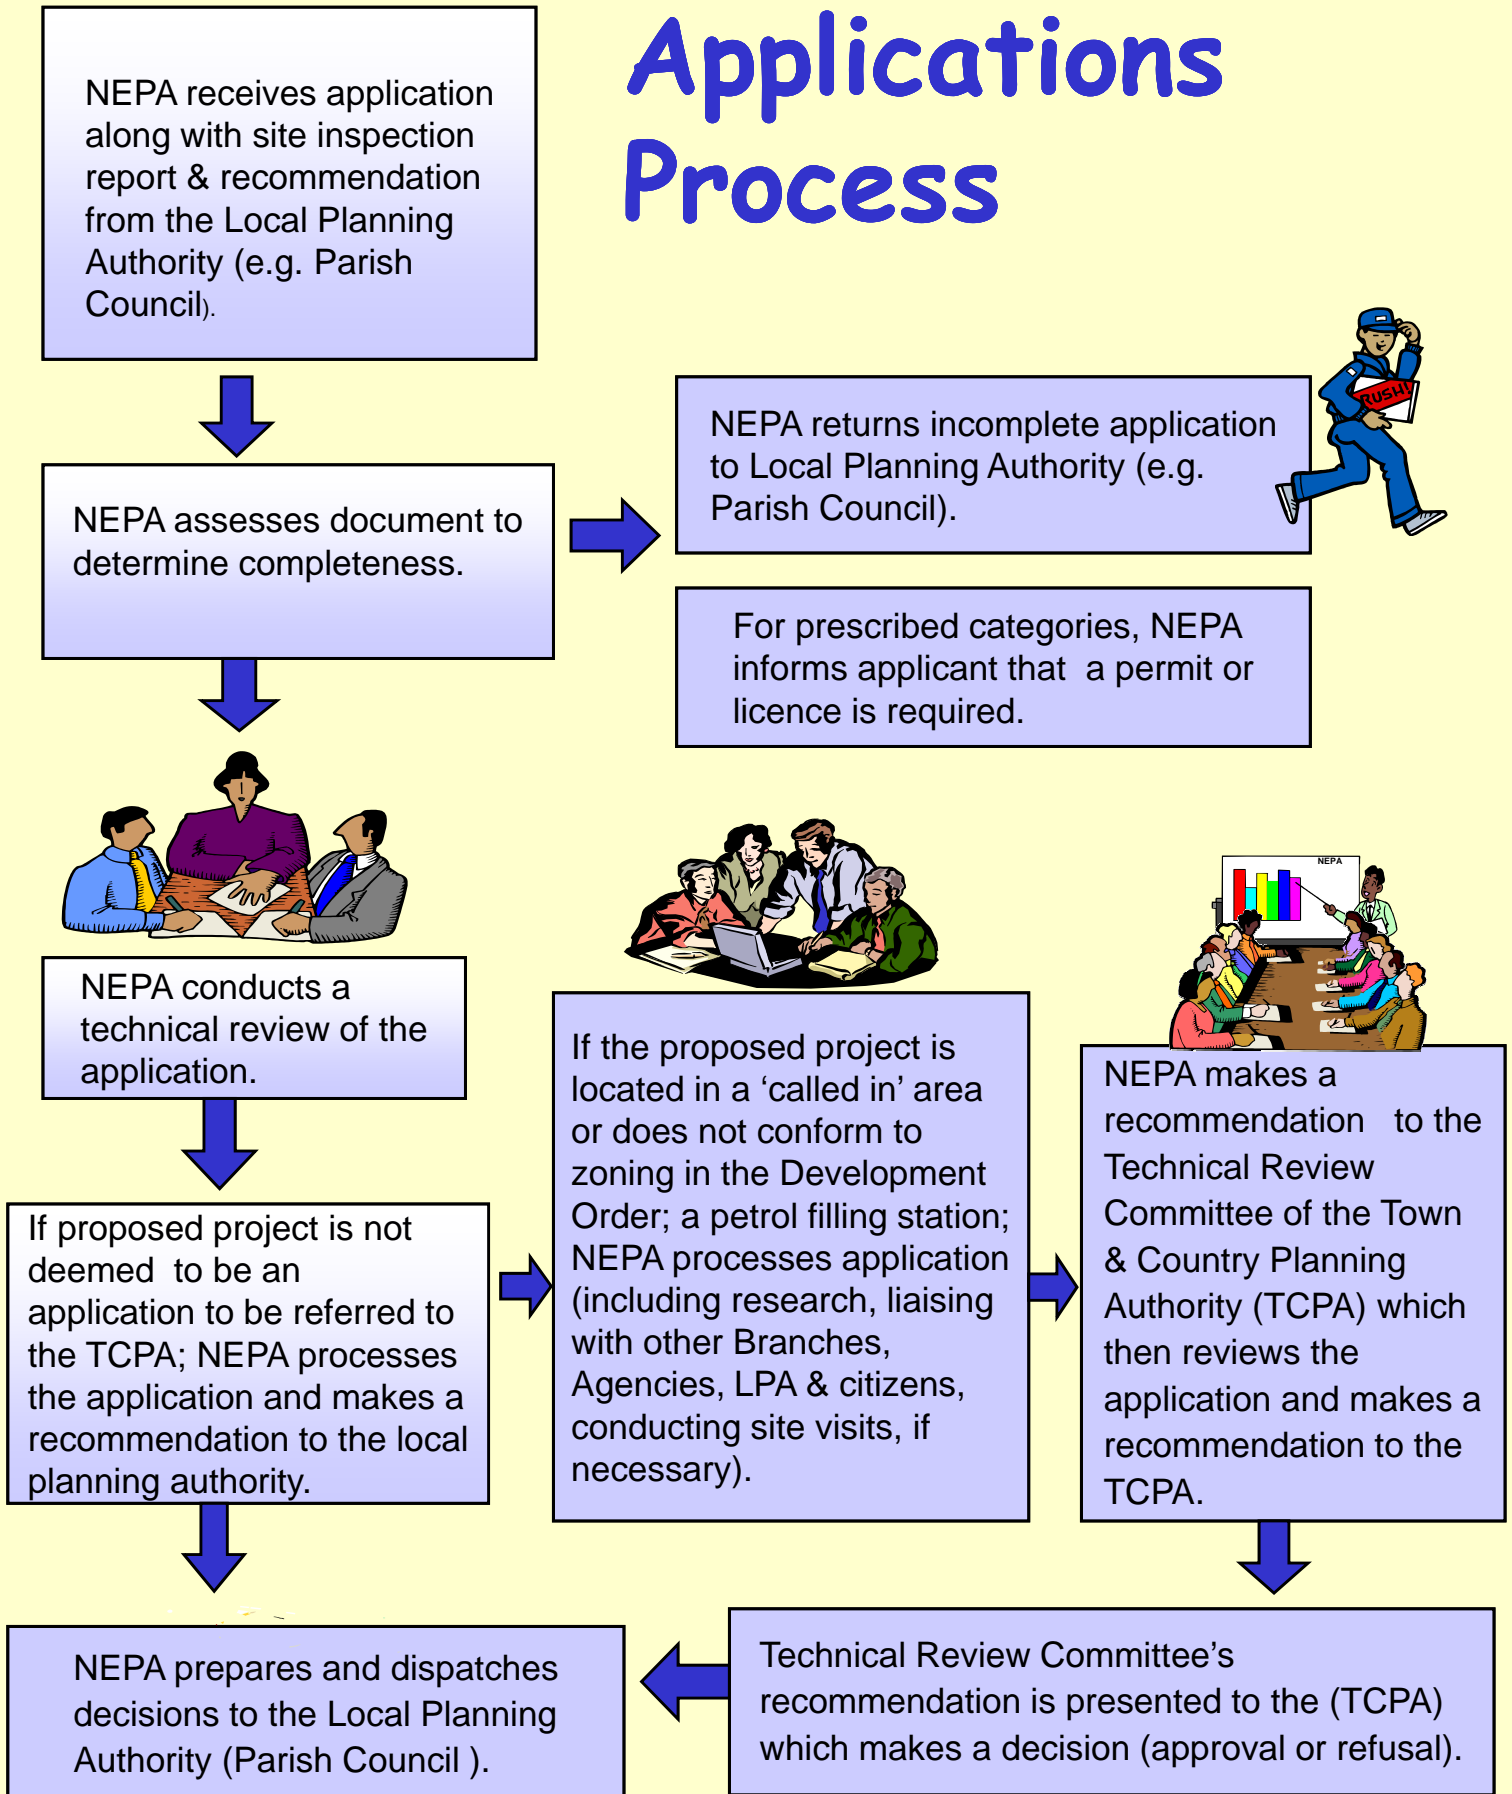 Applications
Process
NEPA receives application
along with site inspection
report & recommendation
from the Local Planning
Authority (e.g. Parish
Council).
NEPA assesses document to
determine completeness.
NEPA returns incomplete application
to Local Planning Authority (e.g.
Parish Council).
RUSH!
For prescribed categories, NEPA
informs applicant that a permit or
licence is required.
NEPA conducts a
technical review of the
application.
If proposed project is not
deemed to be an
application to be referred to
the TCPA; NEPA processes
the application and makes a
recommendation to the local
planning authority.
If the proposed project is
located in a ‘called in’ area
or does not conform to
zoning in the Development
Order; a petrol filling station;
NEPA processes application
(including research, liaising
with other Branches,
Agencies, LPA & citizens,
conducting site visits, if
necessary).
NEPA
NEPA makes a
recommendation to the
Technical Review
Committee of the Town
& Country Planning
Authority (TCPA) which
then reviews the
application and makes a
recommendation to the
TCPA.
Technical Review Committee’s
recommendation is presented to the (TCPA)
which makes a decision (approval or refusal).
NEPA prepares and dispatches
decisions to the Local Planning
Authority (Parish Council ).